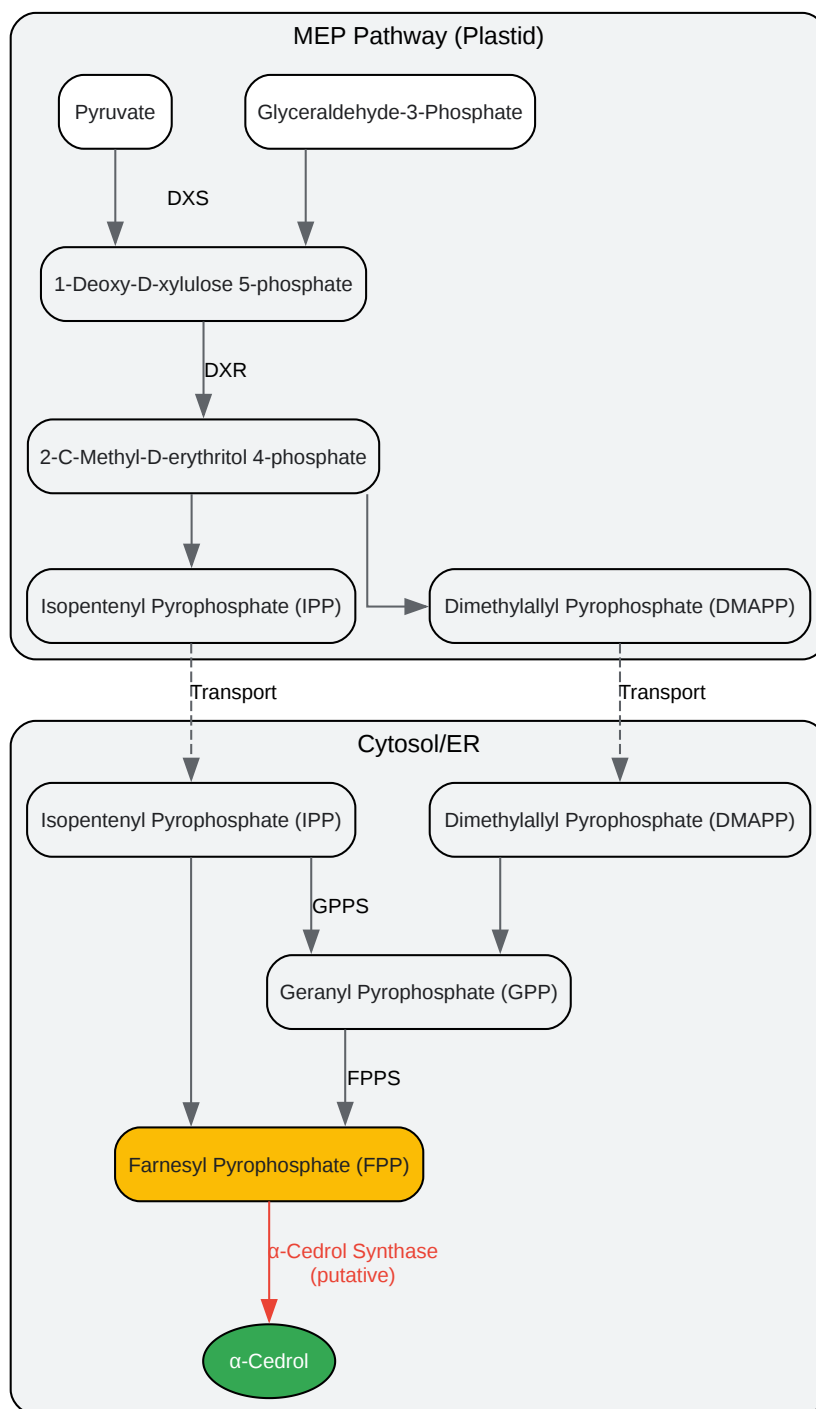 MEP Pathway (Plastid)
Pyruvate
Glyceraldehyde-3-Phosphate
DXS
1-Deoxy-D-xylulose 5-phosphate
DXR
2-C-Methyl-D-erythritol 4-phosphate
Isopentenyl Pyrophosphate (IPP)
Dimethylallyl Pyrophosphate (DMAPP)
Transport
Transport
Cytosol/ER
Isopentenyl Pyrophosphate (IPP)
Dimethylallyl Pyrophosphate (DMAPP)
GPPS
Geranyl Pyrophosphate (GPP)
FPPS
Farnesyl Pyrophosphate (FPP)
α-Cedrol Synthase
(putative)
α-Cedrol